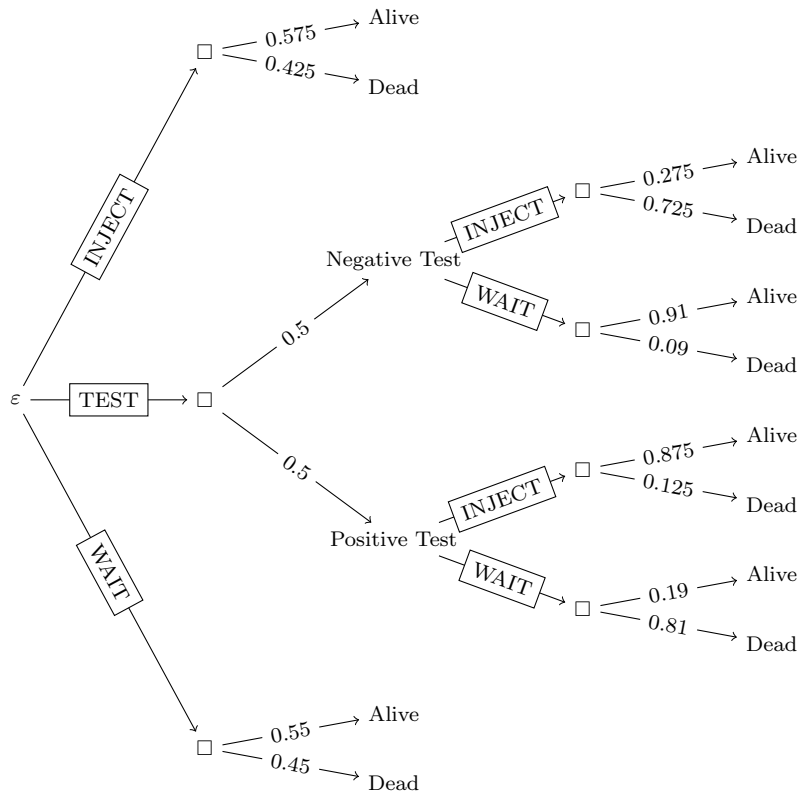 Alive
0.575
0.425
Dead
INJECT
Alive
0.275
INJECT
0.725
Dead
Negative Test
WAIT
Alive
0.91
0.09
Dead
0.5
ε
TEST
Alive
0.875
0.5
INJECT
0.125
Dead
Positive Test
WAIT
Alive
0.19
0.81
Dead
WAIT
Alive
0.55
0.45
Dead